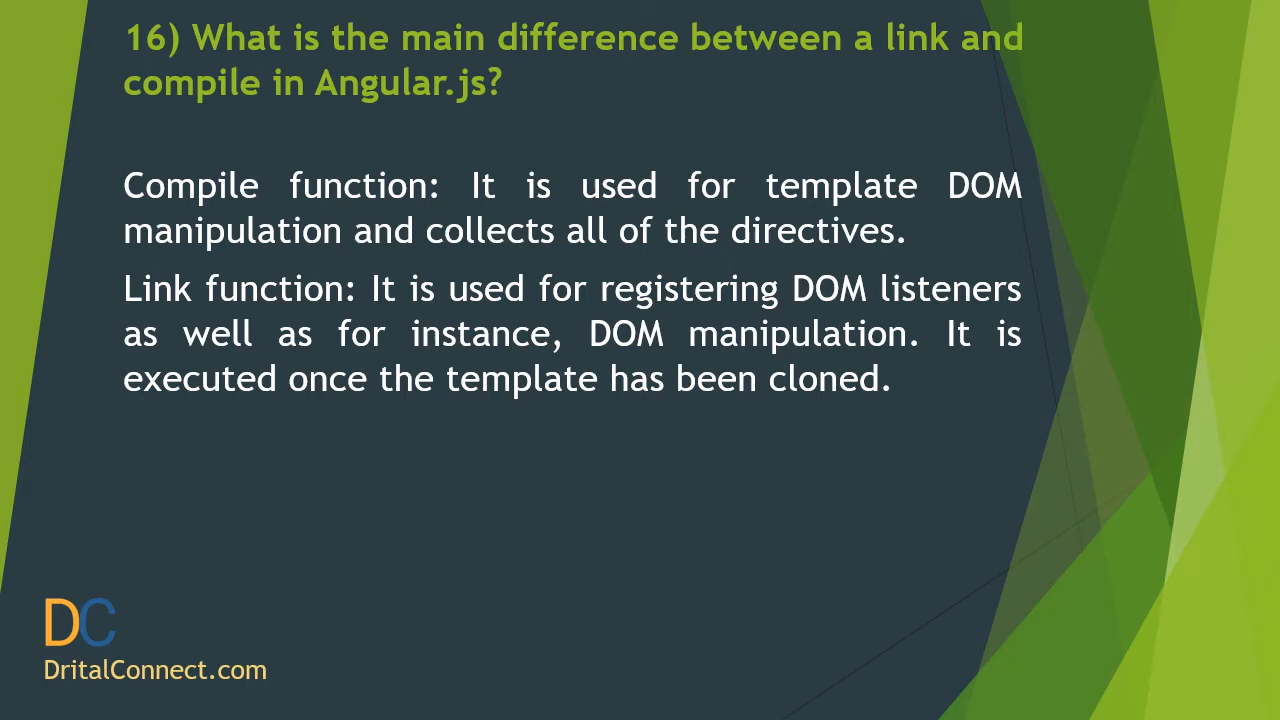 16) What is the main difference between a link and
compile in Angular.js?
Compile function: It is used for template DOM
manipulation and collects all of the directives.
Link function: It is used for registering DOM listeners
as well as for instance, DOM manipulation. It is
executed once the template has been cloned.
DC
DritalConnect.com